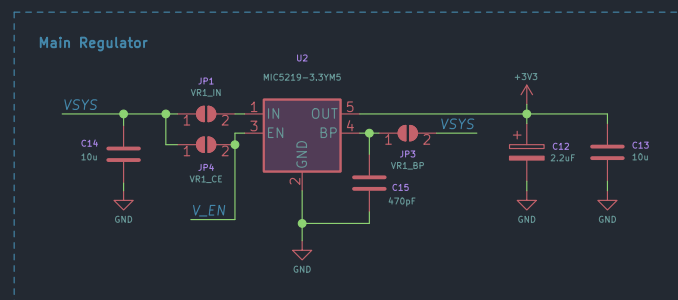 Main Regulator
U2
MIC5219-3.3YM5
JP1
VR1_IN
+3V3
VSYS
1 2
1
IN
OUT
5
3
EN
BP
4
VSYS
1 2
1 2
C14
10u
JP4
VR1_CE
GND
JP3
VR1_BP
+
C12
2.2uF
C13
10u
2
C15
470pF
V_EN
GND
GND
GND
GND